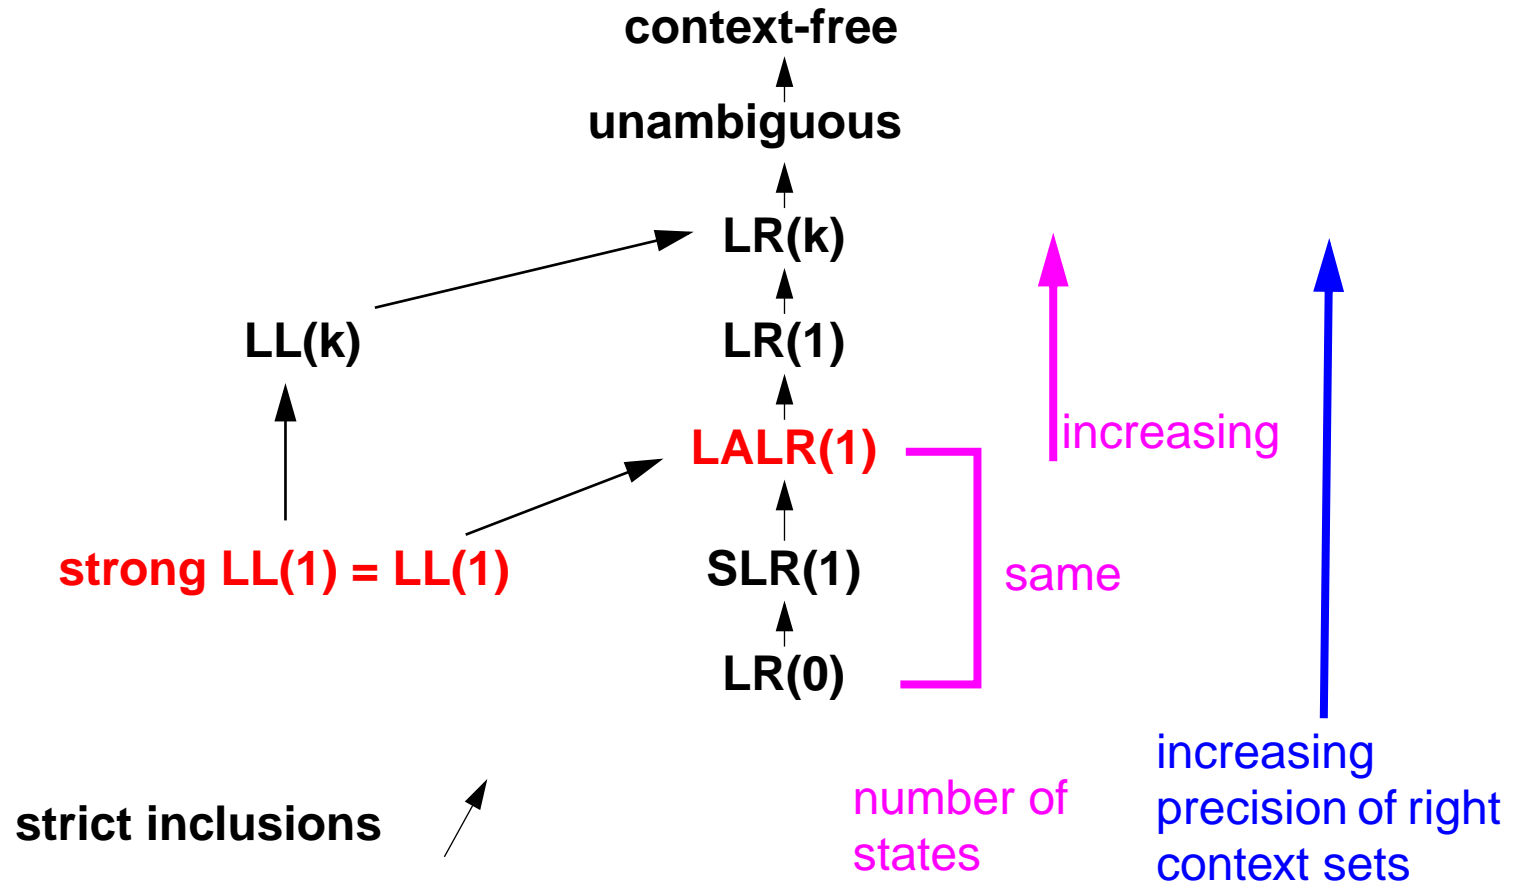 context-free
unambiguous
LR(k)
LL(k)
LR(1)
LALR(1)
increasing
strong LL(1) = LL(1)
SLR(1)
same
LR(0)
strict inclusions
number of
states
increasing
precision of right
context sets